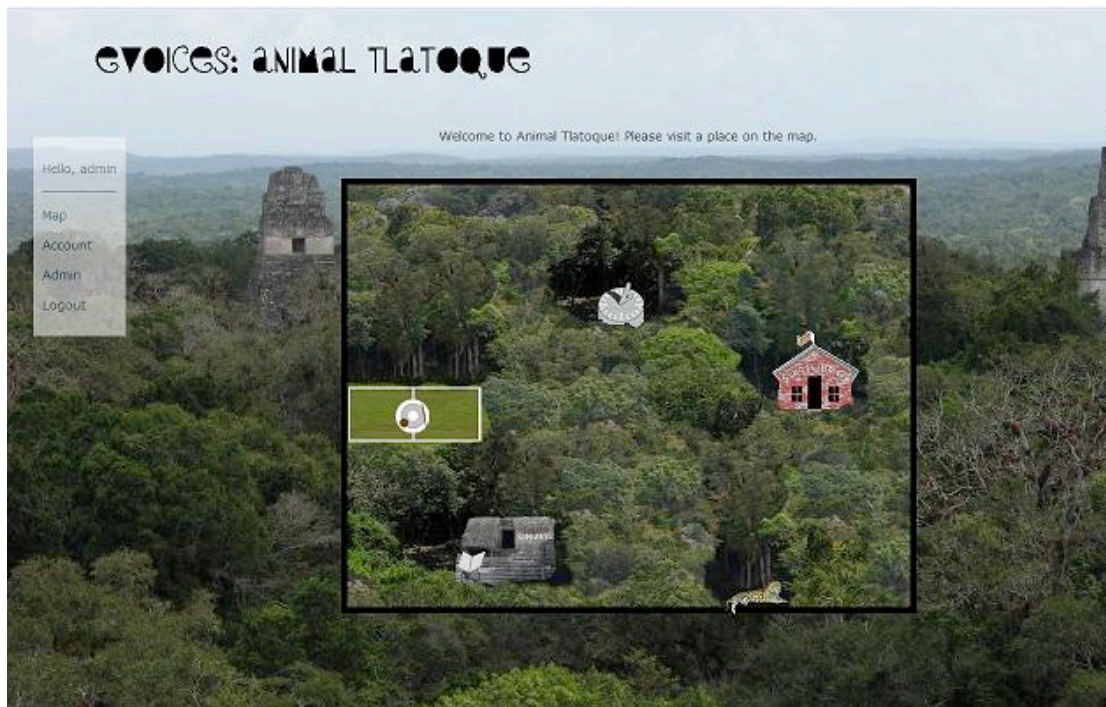 evoices: animal tlatoque
Welcome to Animal Tlatoque! Please visit a place on the map.
Hello, admin
Map
Account
Admin
Logout
LIBRARY